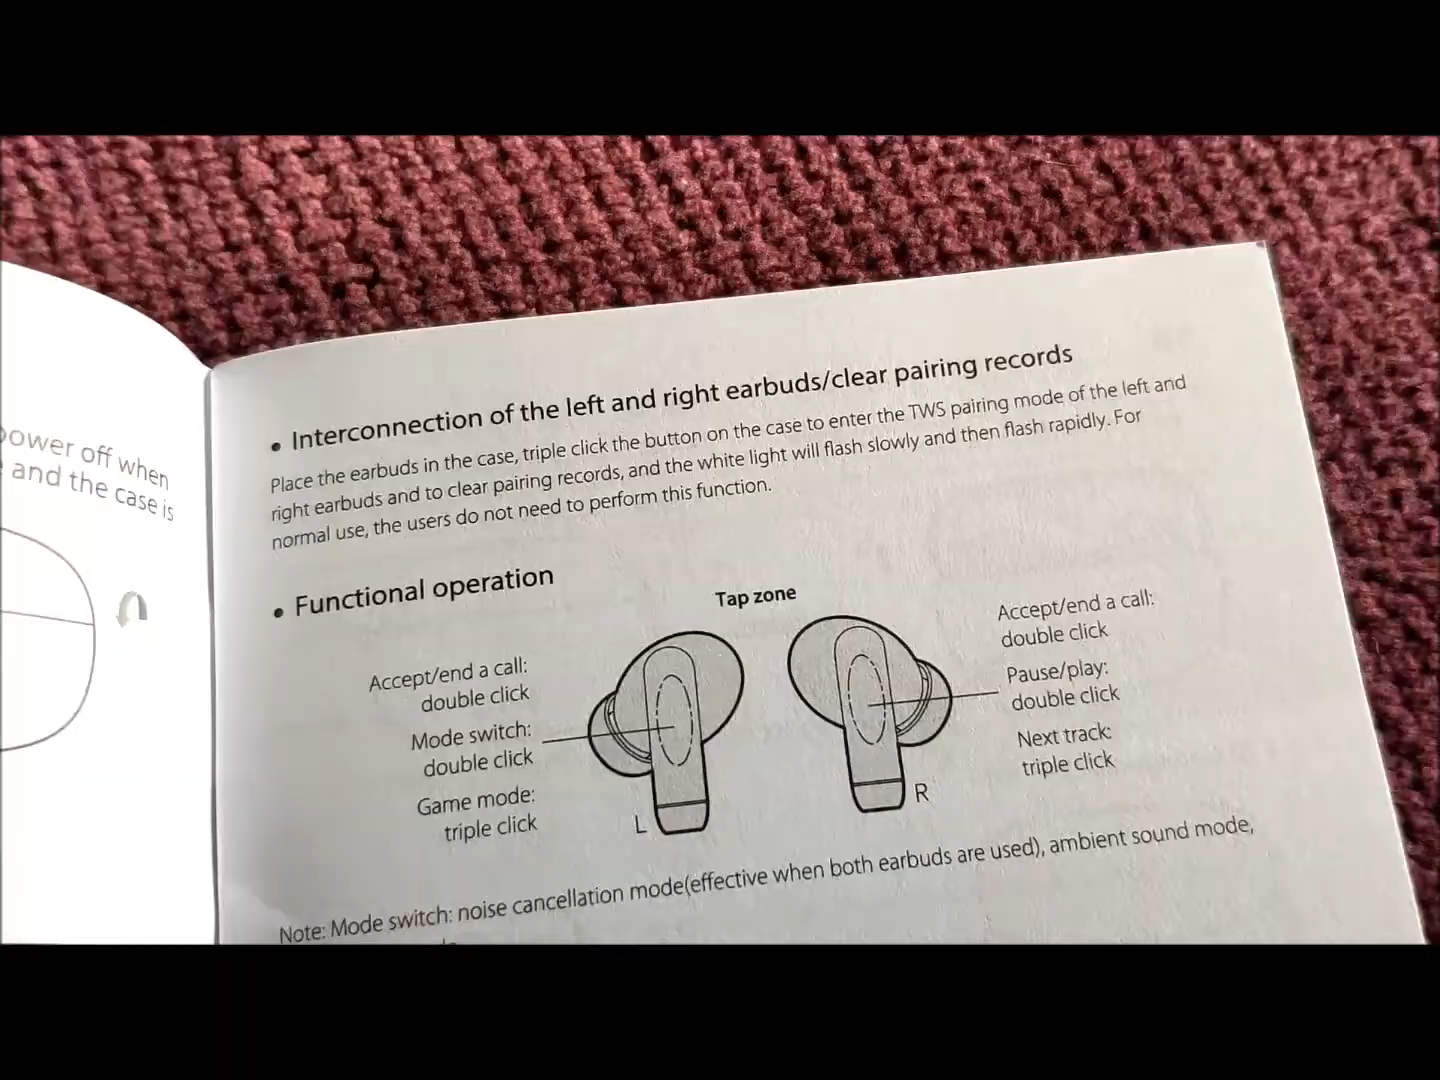 power off when
and the case is
• Interconnection of the left and right earbuds/clear pairing records
Place the earbuds in the case, triple click the button on the case to enter the TWS pairing mode of the left and
right earbuds and to clear pairing records, and the white light will flash slowly and then flash rapidly. For
normal use, the users do not need to perform this function.
• Functional operation
Tap zone
Accept/end a call:
double click
Mode switch:
double click
Game mode:
triple click
L
Accept/end a call:
double click
Pause/play:
double click
Next track:
triple click
R
Note: Mode switch: noise cancellation mode(effective when both earbuds are used), ambient sound mode,